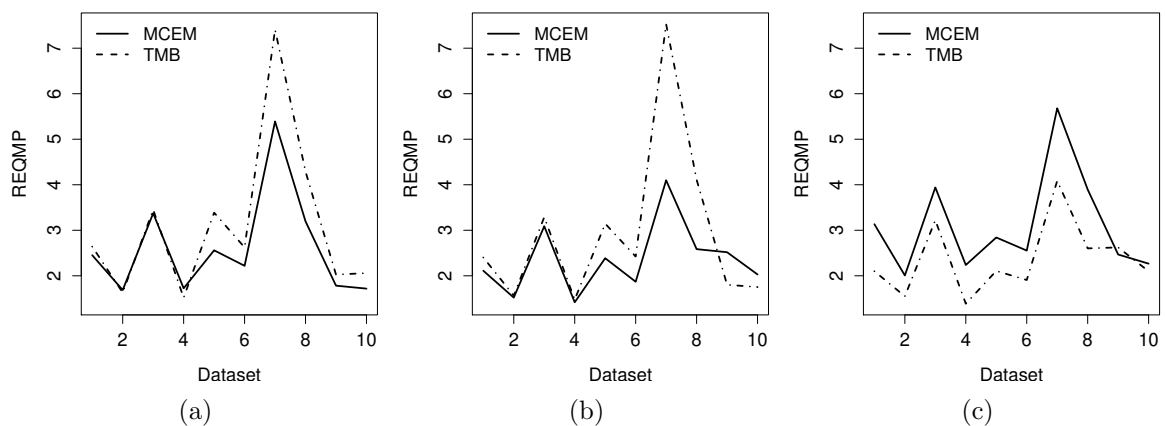 MCEM
TMB
REQMP
7
6
5
4
3
2
2 4 6 8 10
Dataset
(a)
MCEM
TMB
REQMP
7
6
5
4
3
2
2 4 6 8 10
Dataset
(b)
MCEM
TMB
REQMP
7
6
5
4
3
2
2 4 6 8 10
Dataset
(c)